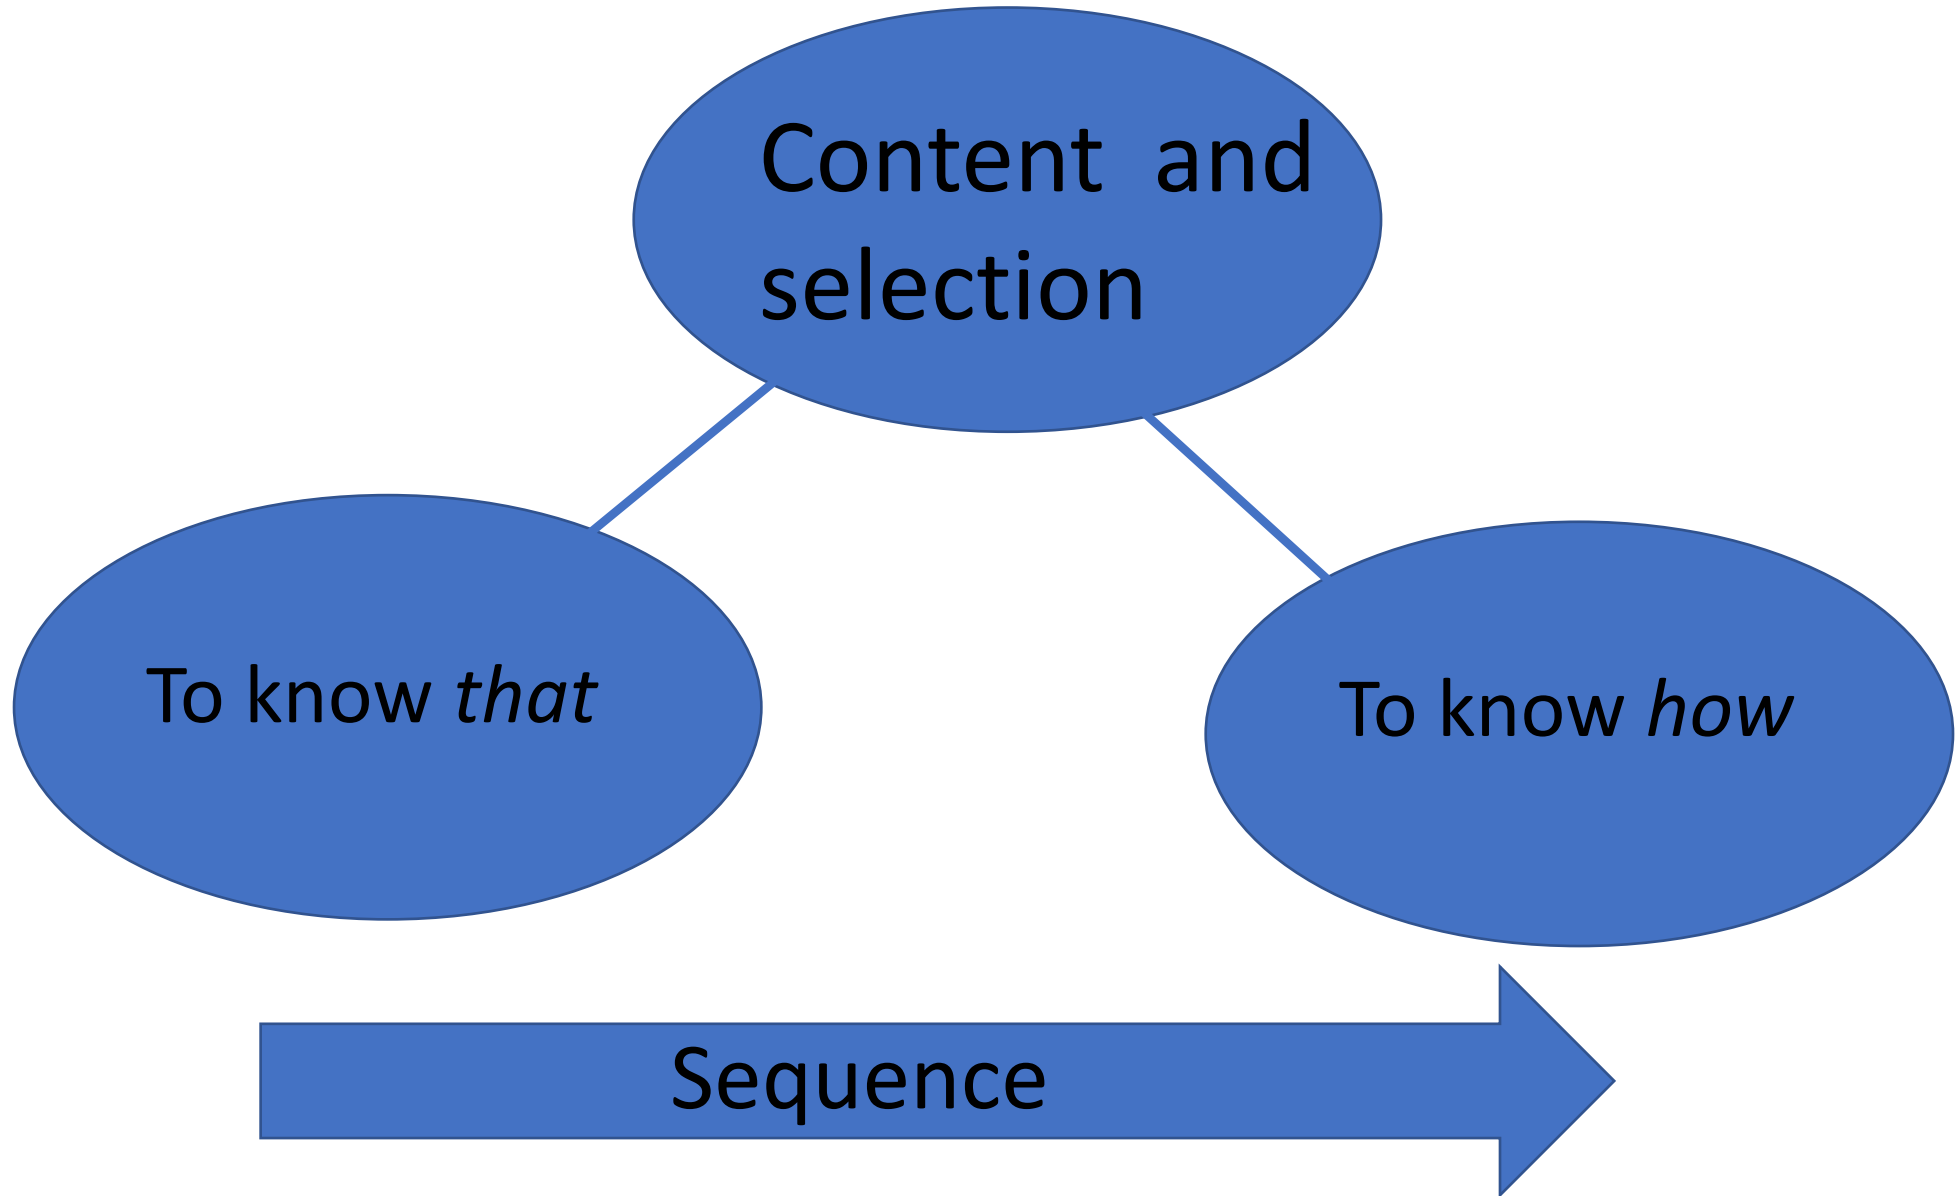 Content and
selection
To know that
To know how
Sequence